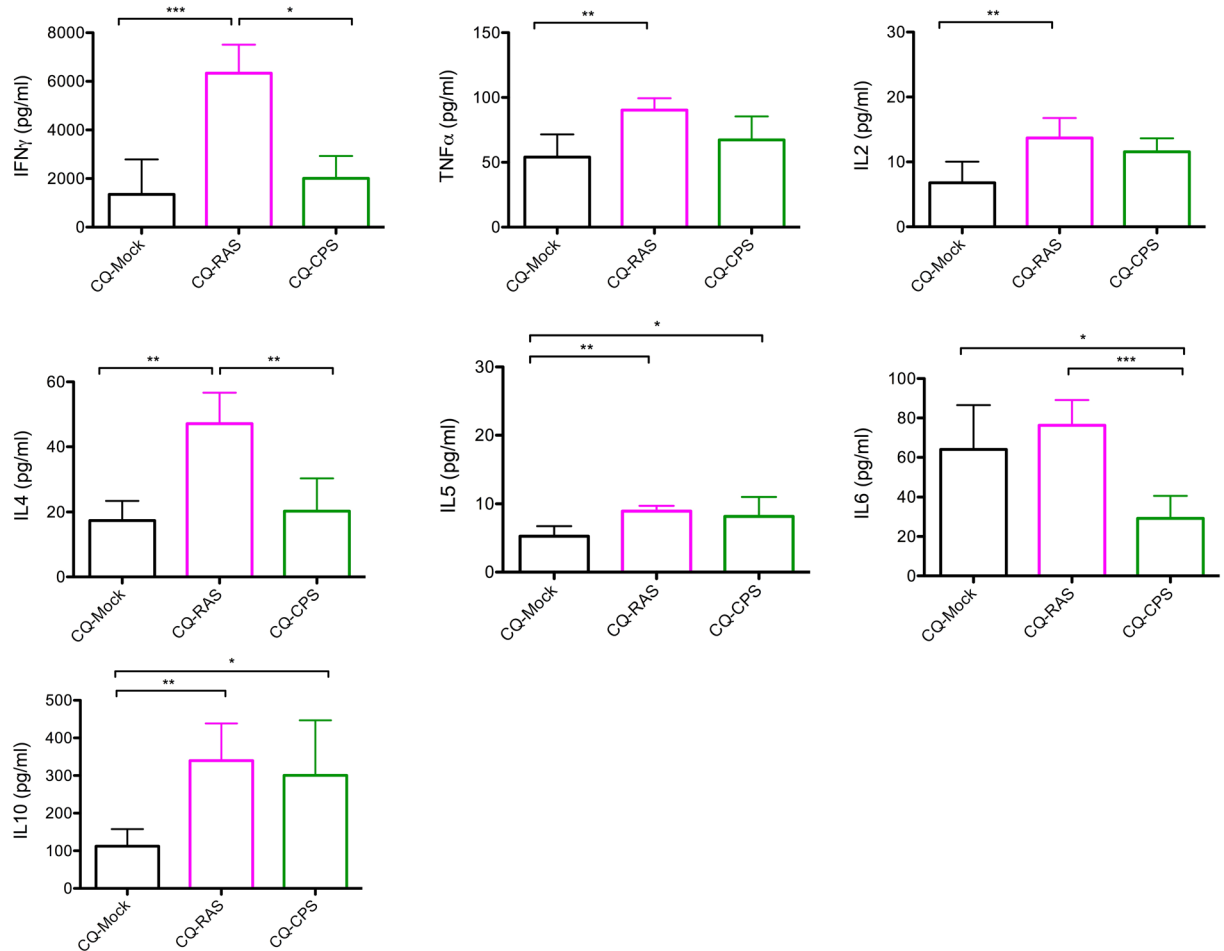 *** *
IFNγ (pg/ml)
8000
6000
4000
2000
0
CQ-Mock
CQ-RAS
CQ-CPS
**
TNFα (pg/ml)
150
100
50
0
CQ-Mock
CQ-RAS
CQ-CPS
**
IL2 (pg/ml)
30
20
10
0
CQ-Mock
CQ-RAS
CQ-CPS
** **
IL4 (pg/ml)
60
40
20
0
CQ-Mock
CQ-RAS
CQ-CPS
*
**
IL5 (pg/ml)
30
20
10
0
CQ-Mock
CQ-RAS
CQ-CPS
*
***
IL6 (pg/ml)
100
80
60
40
20
0
CQ-Mock
CQ-RAS
CQ-CPS
*
**
IL10 (pg/ml)
500
400
300
200
100
0
CQ-Mock
CQ-RAS
CQ-CPS